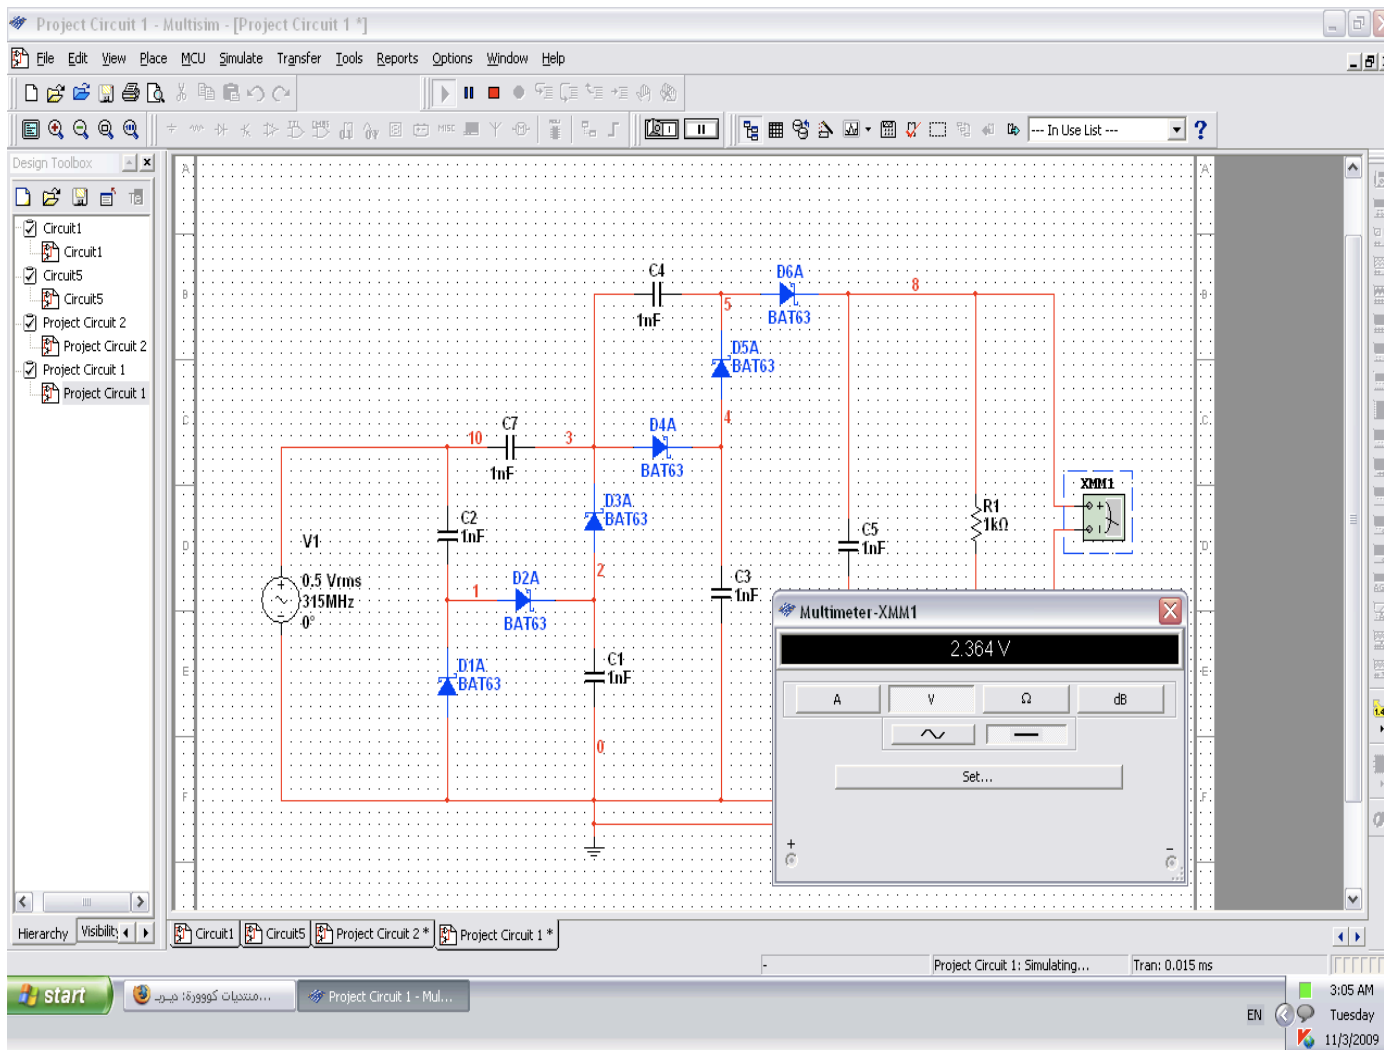 Project Circuit 1 - Multisim - [Project Circuit 1 *]
File Edit View Place MCU Simulate Transfer Tools Reports Options Window Help
MISC
--- In Use List ---
?
Design Toolbox
Circuit1
Circuit1
Circuit5
Circuit5
Project Circuit 2
Project Circuit 2
Project Circuit 1
Project Circuit 1
Hierarchy Visibility
A
B
C
D
E
F
A
B
C
D
E
F
C4
1nF
D6A
BAT63
5
8
D5A
BAT63
4
D4A
BAT63
C7
1nF
10
3
D3A
BAT63
C2
1nF
V1
0.5 Vrms
315MHz
0°
2
D2A
BAT63
1
D1A
BAT63
C1
1nF
0
C3
1nF
C5
1nF
R1
1kΩ
XMM1
Multimeter-XMM1
2.364 V
A V Ω dB
Set...
+ -
Circuit1 Circuit5 Project Circuit 2 * Project Circuit 1 *
- Project Circuit 1: Simulating... Tran: 0.015 ms
start
منتديات كووورة: ديربـ...
Project Circuit 1 - Mul...
EN
3:05 AM
Tuesday
11/3/2009